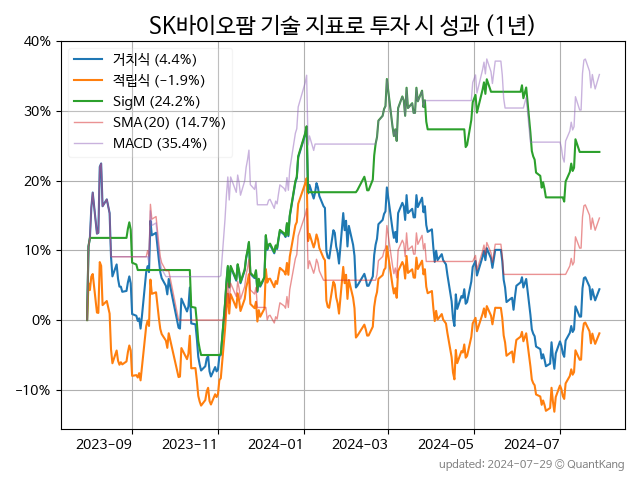 SK바이오팜 기술 지표로 투자 시 성과 (1년)
거치식 (4.4%)
적립식 (−1.9%)
SigM (24.2%)
SMA(20) (14.7%)
MACD (35.4%)
40%
30%
20%
10%
0%
−10%
2023-09 2023-11 2024-01 2024-03 2024-05 2024-07
updated: 2024-07-29 © QuantKang